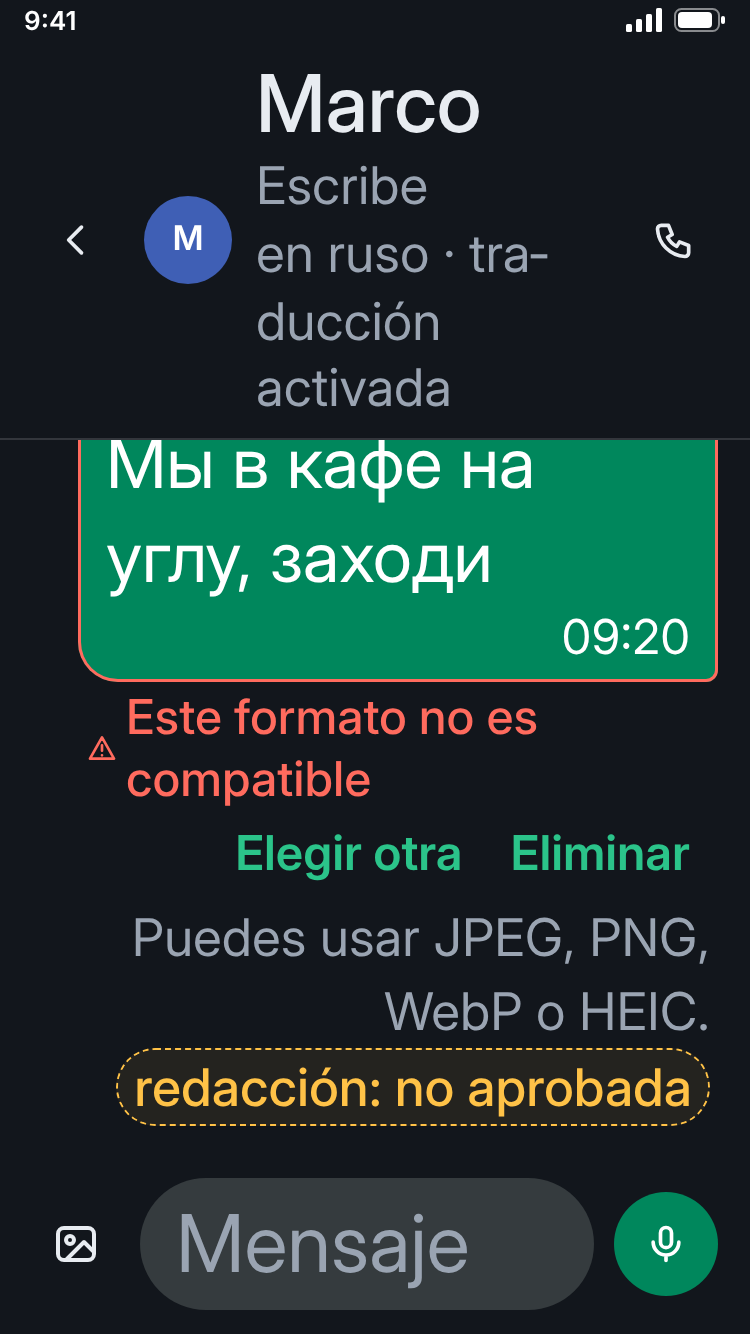 9:41
Marco
M
Escribe
en ruso · tra-
ducción
activada
Мы в кафе на
углу, заходи
09:20
Este formato no es
compatible
Elegir otra Eliminar
Puedes usar JPEG, PNG,
WebP o HEIC.
redacción: no aprobada
Mensaje